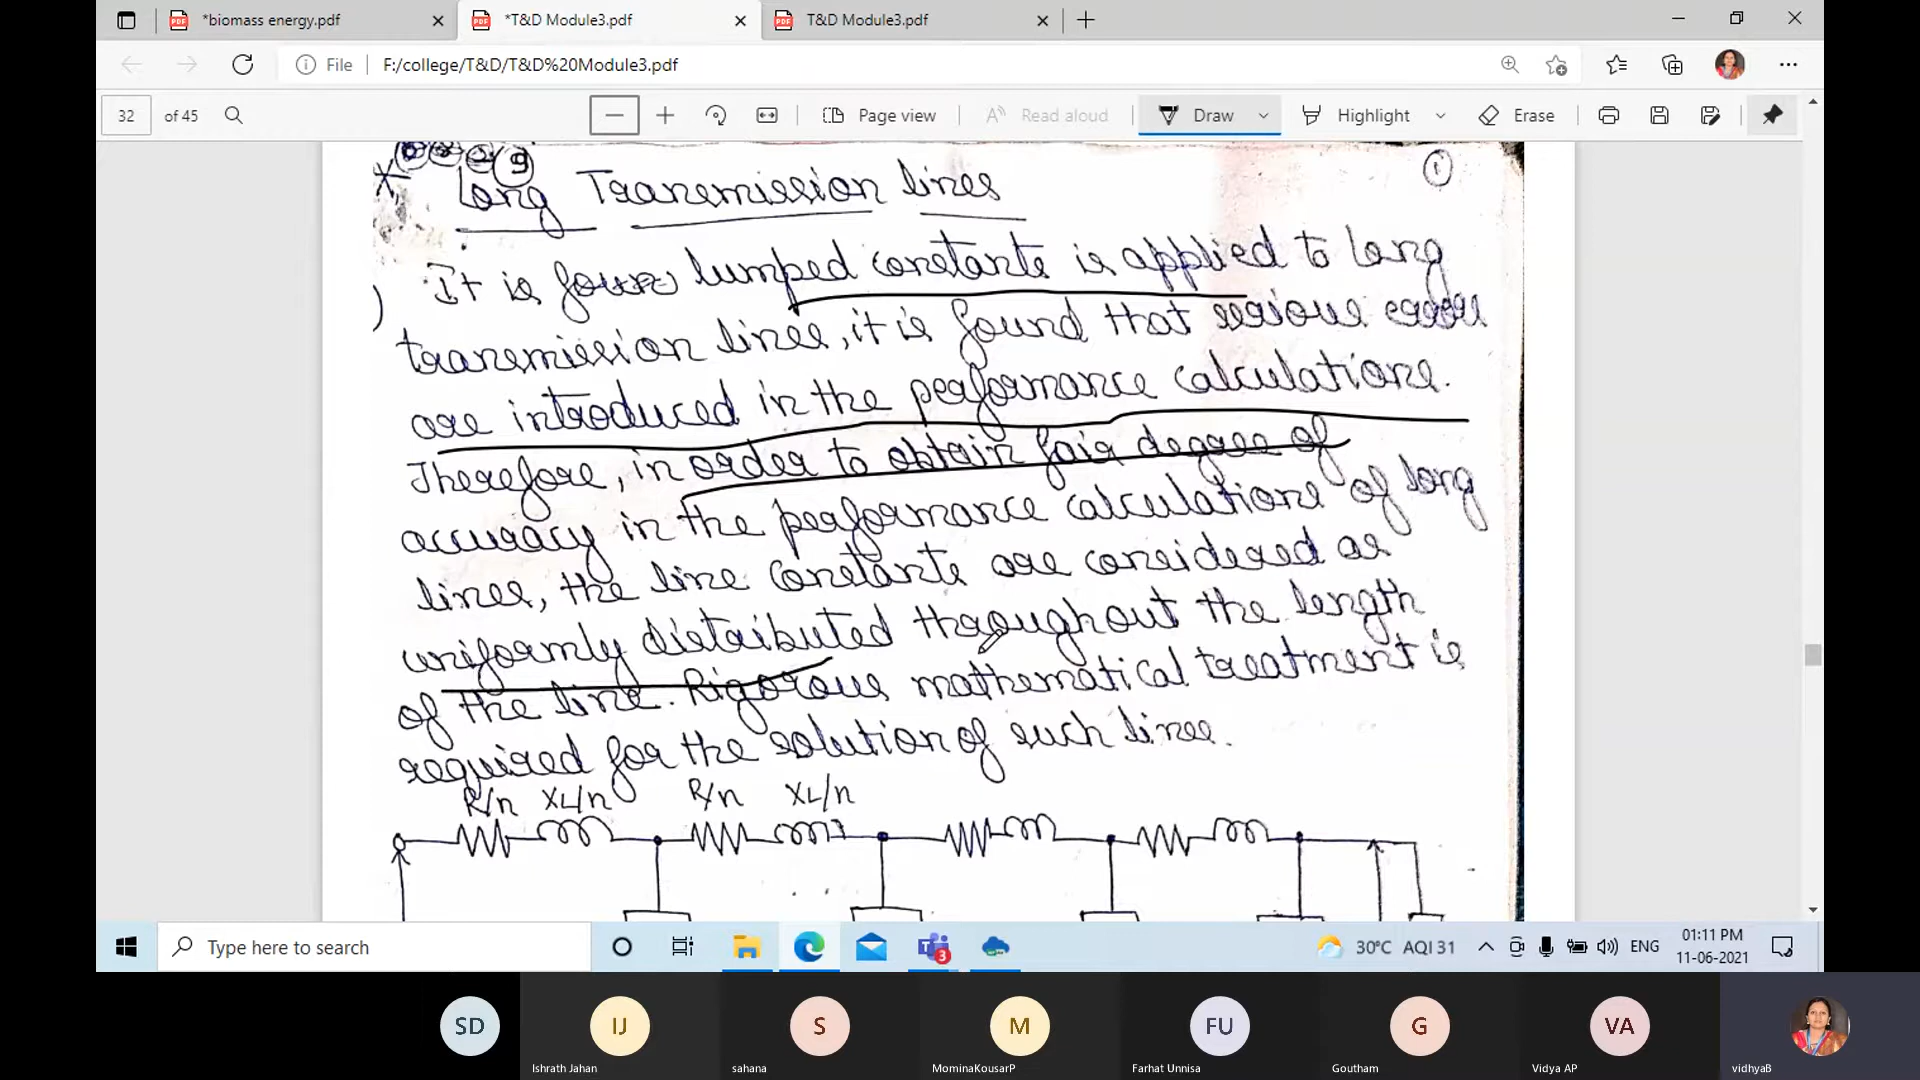 *biomass energy.pdf
*T&D Module3.pdf
T&D Module3.pdf
File
F:/college/T&D/T&D%20Module3.pdf
32 of 45
Page view
Read aloud
Draw
Highlight
Erase
9
1
Long Transmission lines
It is found lumped constants is applied to long
transmission lines, it is found that serious errors
are introduced in the performance calculations.
Therefore, in order to obtain fair degree of
accuracy in the performance calculations of long
lines, the line constants are considered as
uniformly distributed throughout the length
of the line. Rigorous mathematical treatment is
required for the solution of such lines.
R/n XL/n R/n XL/n
Type here to search
3
30°C AQI 31
ENG
01:11 PM
11-06-2021
SD
IJ
S
M
FU
G
VA
Ishrath Jahan
sahana
MominaKousarP
Farhat Unnisa
Goutham
Vidya AP
vidhyaB